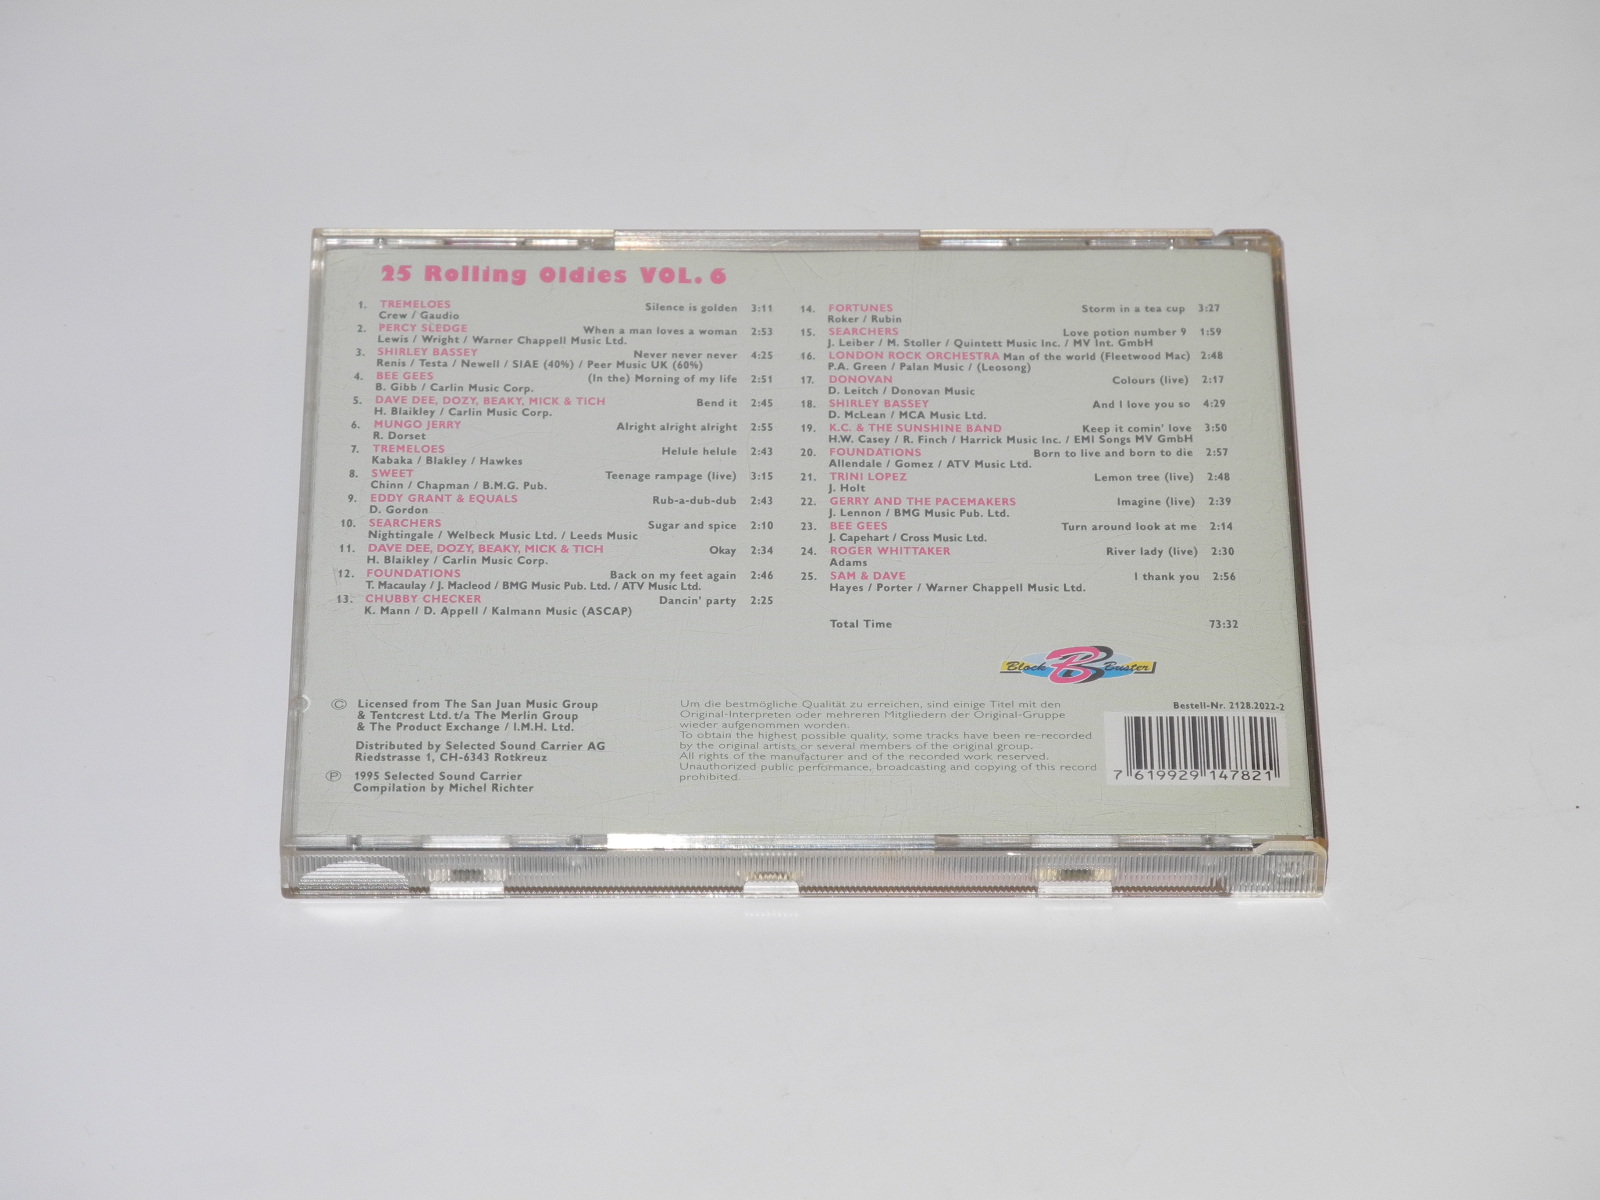 25 Rolling Oldies VOL. 6
1. TREMELOES Silence is golden 3:11
Crew / Gaudio
2. PERCY SLEDGE When a man loves a woman 2:53
Lewis / Wright / Warner Chappell Music Ltd.
3. SHIRLEY BASSEY Never never never 4:25
Renis / Testa / Newell / SIAE (40%) / Peer Music UK (60%)
4. BEE GEES (In the) Morning of my life 2:51
B. Gibb / Carlin Music Corp.
5. DAVE DEE, DOZY, BEAKY, MICK & TICH Bend it 2:45
H. Blaikley / Carlin Music Corp.
6. MUNGO JERRY Alright alright alright 2:55
R. Dorset
7. TREMELOES Helule helule 2:43
Kabaka / Blakley / Hawkes
8. SWEET Teenage rampage (live) 3:15
Chinn / Chapman / B.M.G. Pub.
9. EDDY GRANT & EQUALS Rub-a-dub-dub 2:43
D. Gordon
10. SEARCHERS Sugar and spice 2:10
Nightingale / Welbeck Music Ltd. / Leeds Music
11. DAVE DEE, DOZY, BEAKY, MICK & TICH Okay 2:34
H. Blaikley / Carlin Music Corp.
12. FOUNDATIONS Back on my feet again 2:46
T. Macaulay / J. Macleod / BMG Music Pub. Ltd. / ATV Music Ltd.
13. CHUBBY CHECKER Dancin' party 2:25
K. Mann / D. Appell / Kalmann Music (ASCAP)
14. FORTUNES Storm in a tea cup 3:27
Roker / Rubin
15. SEARCHERS Love potion number 9 1:59
J. Leiber / M. Stoller / Quintett Music Inc. / MV Int. GmbH
16. LONDON ROCK ORCHESTRA Man of the world (Fleetwood Mac) 2:48
P.A. Green / Palan Music / (Leosong)
17. DONOVAN Colours (live) 2:17
D. Leitch / Donovan Music
18. SHIRLEY BASSEY And I love you so 4:29
D. McLean / MCA Music Ltd.
19. K.C. & THE SUNSHINE BAND Keep it comin' love 3:50
H.W. Casey / R. Finch / Harrick Music Inc. / EMI Songs MV GmbH
20. FOUNDATIONS Born to live and born to die 2:57
Allendale / Gomez / ATV Music Ltd.
21. TRINI LOPEZ Lemon tree (live) 2:48
J. Holt
22. GERRY AND THE PACEMAKERS Imagine (live) 2:39
J. Lennon / BMG Music Pub. Ltd.
23. BEE GEES Turn around look at me 2:14
J. Capehart / Cross Music Ltd.
24. ROGER WHITTAKER River lady (live) 2:30
Adams
25. SAM & DAVE I thank you 2:56
Hayes / Porter / Warner Chappell Music Ltd.
Total Time 73:32
Block B Buster
© Licensed from The San Juan Music Group
& Tentcrest Ltd. t/a The Merlin Group
& The Product Exchange / I.M.H. Ltd.
Distributed by Selected Sound Carrier AG
Riedstrasse 1, CH-6343 Rotkreuz
℗ 1995 Selected Sound Carrier
Compilation by Michel Richter
Um die bestmögliche Qualität zu erreichen, sind einige Titel mit den
Original-Interpreten oder mehreren Mitgliedern der Original-Gruppe
wieder aufgenommen worden.
To obtain the highest possible quality, some tracks have been re-recorded
by the original artists or several members of the original group.
All rights of the manufacturer and of the recorded work reserved.
Unauthorized public performance, broadcasting and copying of this record
prohibited.
Bestell-Nr. 2128.2022-2
7 619929 147821